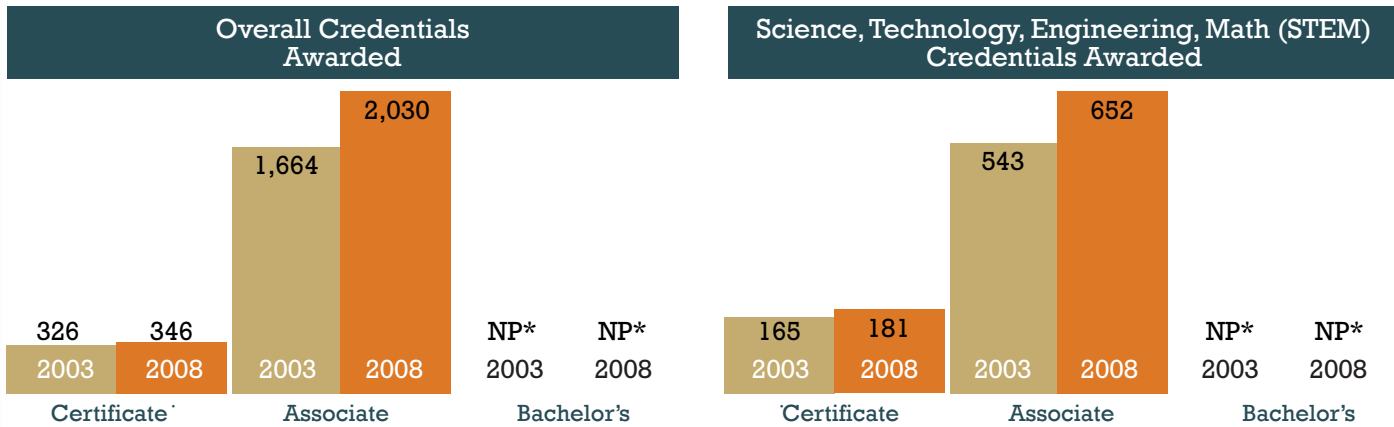 Overall Credentials
Awarded
2,030
1,664
326 346 NP* NP*
2003 2008 2003 2008 2003 2008
Certificate Associate Bachelor's
Science, Technology, Engineering, Math (STEM)
Credentials Awarded
652
543
165 181 NP* NP*
2003 2008 2003 2008 2003 2008
Certificate Associate Bachelor's